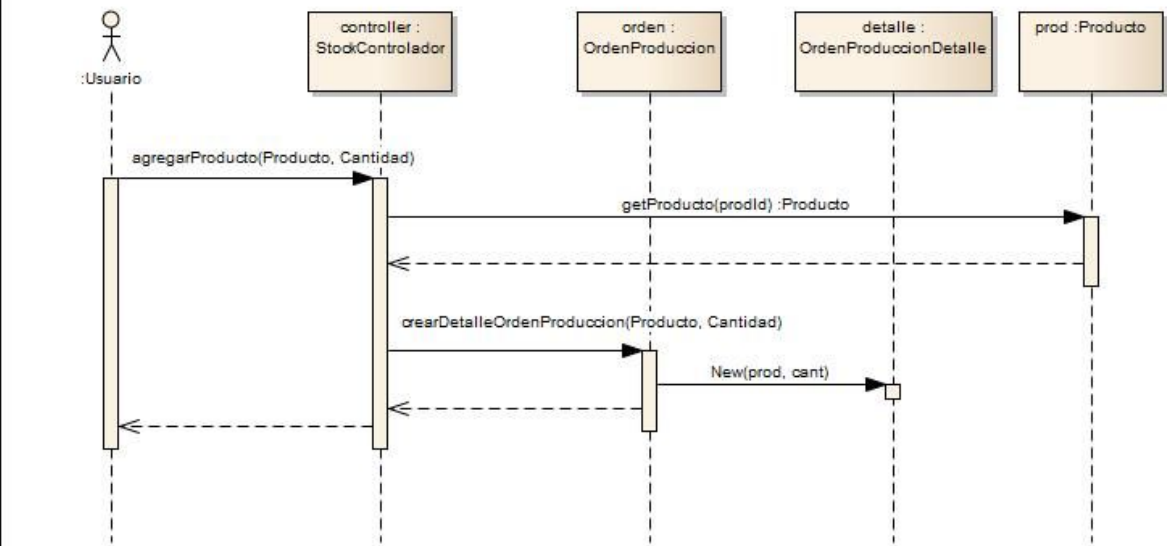 :Usuario
controller :
StockControlador
orden :
OrdenProduccion
detalle :
OrdenProduccionDetalle
prod :Producto
agregarProducto(Producto, Cantidad)
getProducto(prodId) :Producto
crearDetalleOrdenProduccion(Producto, Cantidad)
New(prod, cant)